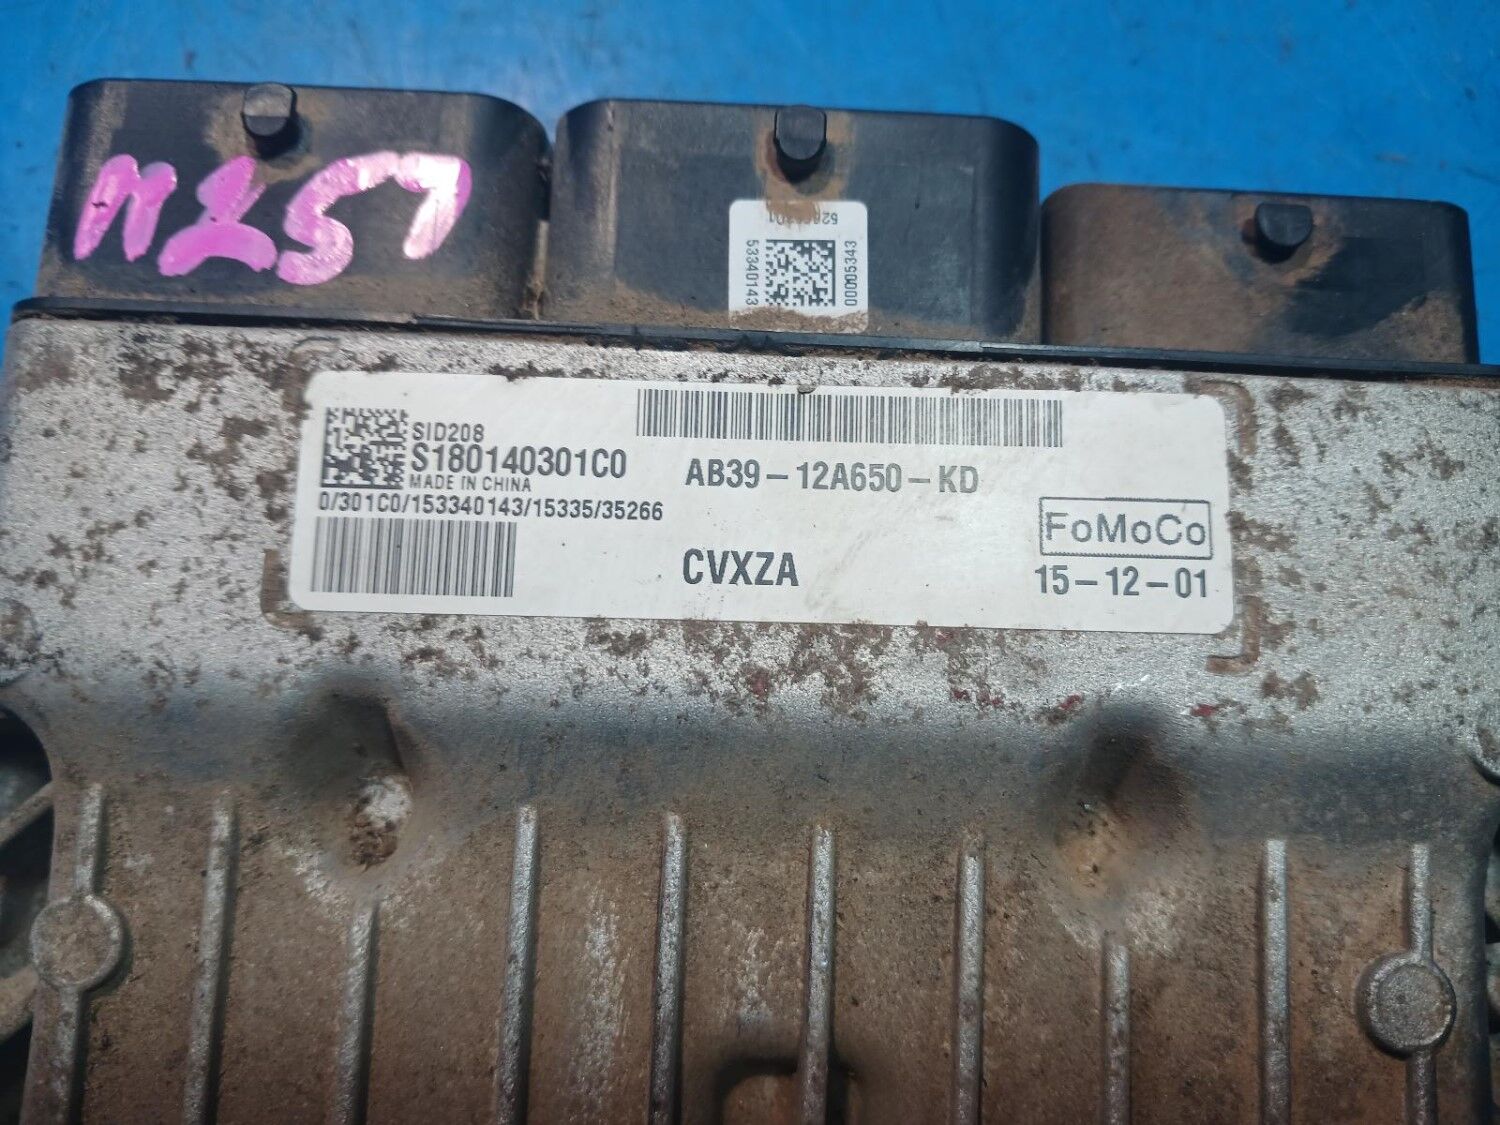 M257
53340143
00005343
SID208
S180140301C0
MADE IN CHINA
0/301C0/153340143/15335/35266
AB39-12A650-KD
CVXZA
FoMoCo
15-12-01